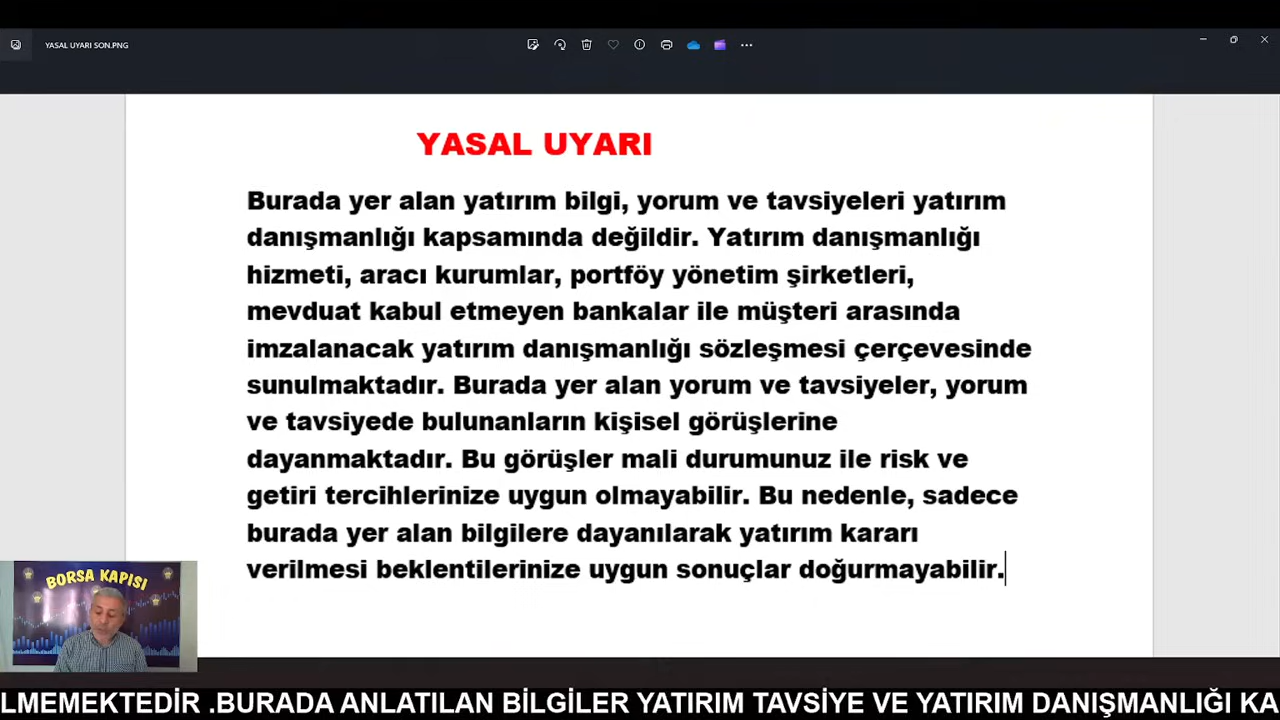 YASAL UYARI SON.PNG
YASAL UYARI
Burada yer alan yatırım bilgi, yorum ve tavsiyeleri yatırım
danışmanlığı kapsamında değildir. Yatırım danışmanlığı
hizmeti, aracı kurumlar, portföy yönetim şirketleri,
mevduat kabul etmeyen bankalar ile müşteri arasında
imzalanacak yatırım danışmanlığı sözleşmesi çerçevesinde
sunulmaktadır. Burada yer alan yorum ve tavsiyeler, yorum
ve tavsiyede bulunanların kişisel görüşlerine
dayanmaktadır. Bu görüşler mali durumunuz ile risk ve
getiri tercihlerinize uygun olmayabilir. Bu nedenle, sadece
burada yer alan bilgilere dayanılarak yatırım kararı
verilmesi beklentilerinize uygun sonuçlar doğurmayabilir.
BORSA KAPISI
LMEMEKTEDİR .BURADA ANLATILAN BİLGİLER YATIRIM TAVSİYE VE YATIRIM DANIŞMANLIĞI KA